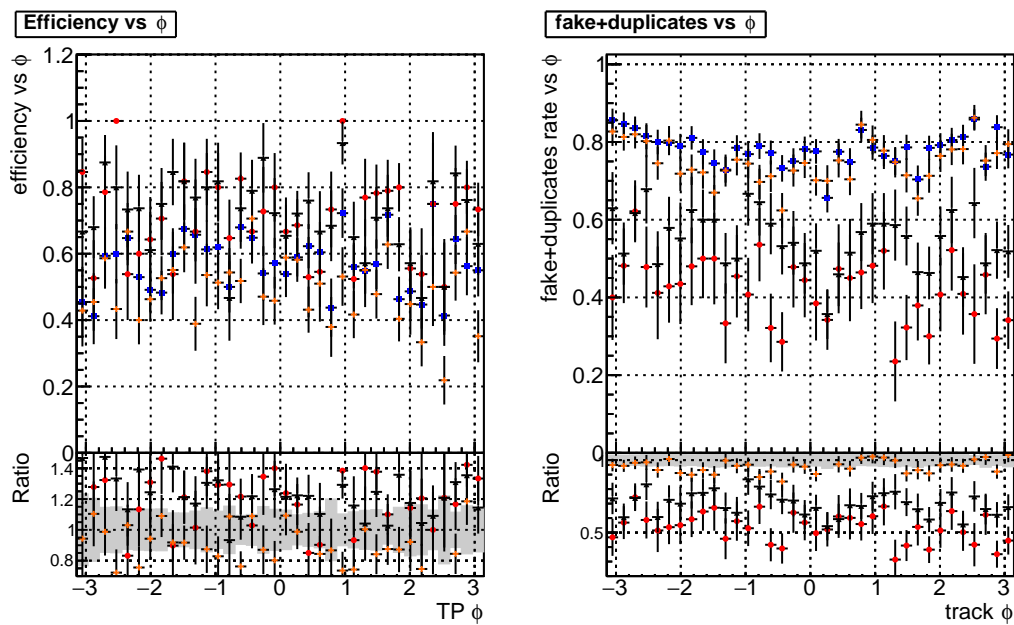 Efficiency vs ϕ
efficiency vs ϕ
1.2
1
0.8
0.6
0.4
0.2
0
Ratio
1.4
1.2
1
0.8
−3 −2 −1 0 1 2 3
TP ϕ
fake+duplicates vs ϕ
fake+duplicates rate vs ϕ
1
0.8
0.6
0.4
0.2
0
Ratio
0.5
−3 −2 −1 0 1 2 3
track ϕ